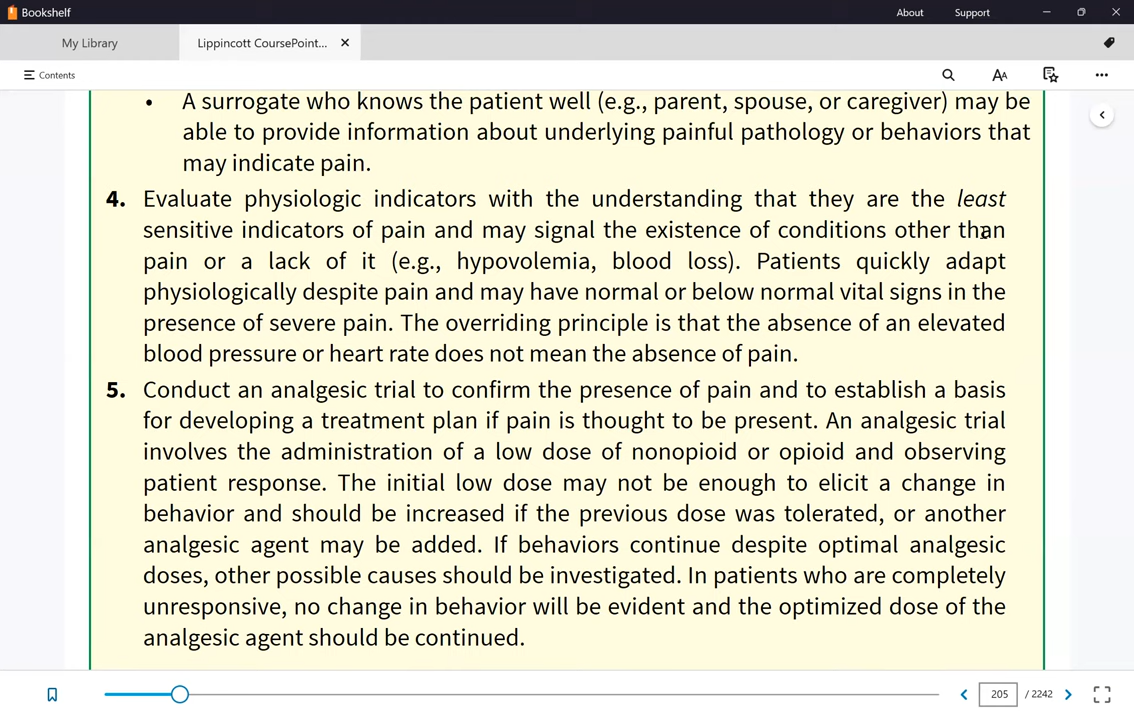 Bookshelf
About
Support
My Library
Lippincott CoursePoint...
Contents
• A surrogate who knows the patient well (e.g., parent, spouse, or caregiver) may be
able to provide information about underlying painful pathology or behaviors that
may indicate pain.
4. Evaluate physiologic indicators with the understanding that they are the least
sensitive indicators of pain and may signal the existence of conditions other than
pain or a lack of it (e.g., hypovolemia, blood loss). Patients quickly adapt
physiologically despite pain and may have normal or below normal vital signs in the
presence of severe pain. The overriding principle is that the absence of an elevated
blood pressure or heart rate does not mean the absence of pain.
5. Conduct an analgesic trial to confirm the presence of pain and to establish a basis
for developing a treatment plan if pain is thought to be present. An analgesic trial
involves the administration of a low dose of nonopioid or opioid and observing
patient response. The initial low dose may not be enough to elicit a change in
behavior and should be increased if the previous dose was tolerated, or another
analgesic agent may be added. If behaviors continue despite optimal analgesic
doses, other possible causes should be investigated. In patients who are completely
unresponsive, no change in behavior will be evident and the optimized dose of the
analgesic agent should be continued.
205 / 2242